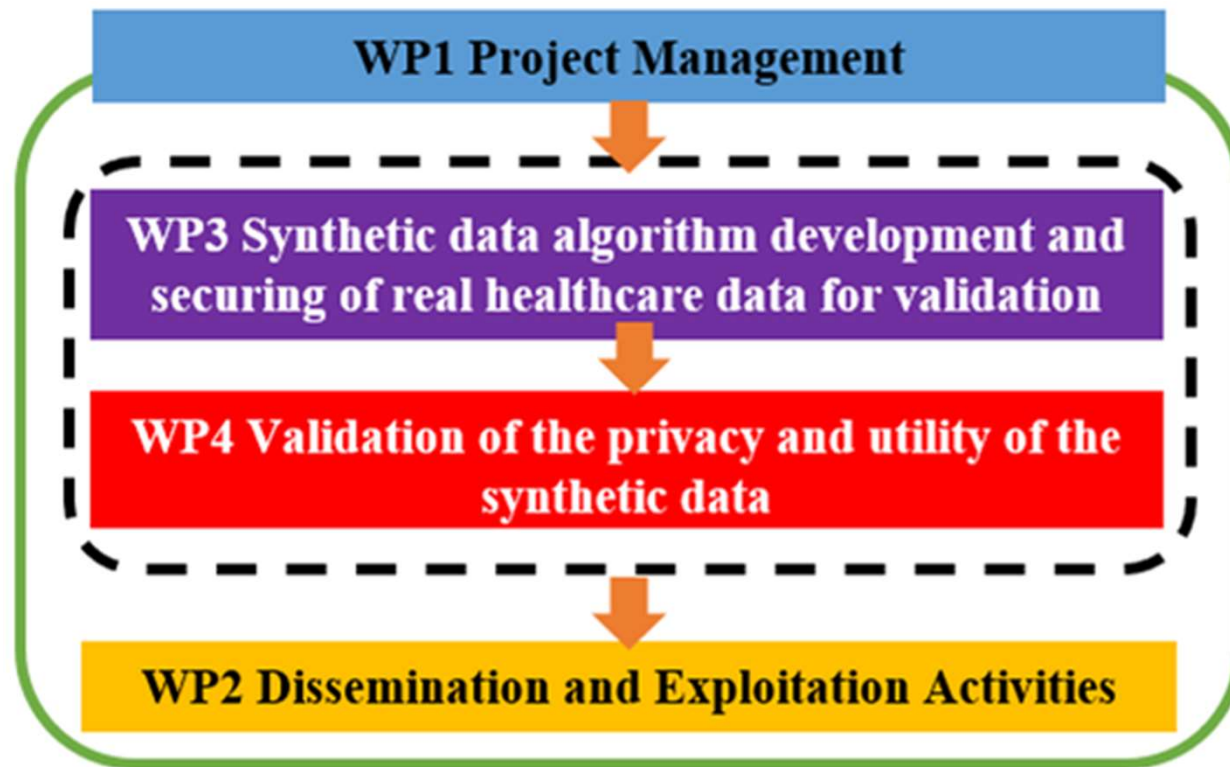 WP1 Project Management
WP3 Synthetic data algorithm development and
securing of real healthcare data for validation
WP4 Validation of the privacy and utility of the
synthetic data
WP2 Dissemination and Exploitation Activities